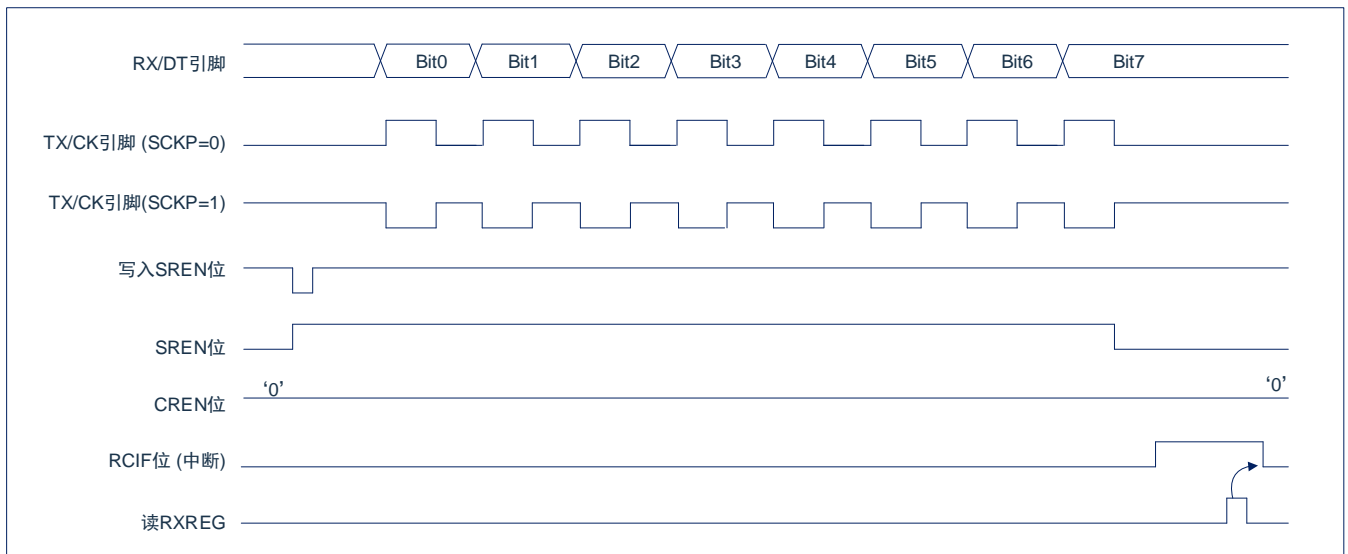 RX/DT引脚 Bit0 Bit1 Bit2 Bit3 Bit4 Bit5 Bit6 Bit7
TX/CK引脚 (SCKP=0)
TX/CK引脚(SCKP=1)
写入SREN位
SREN位
‘0’ ‘0’
CREN位
RCIF位 (中断)
读RXREG